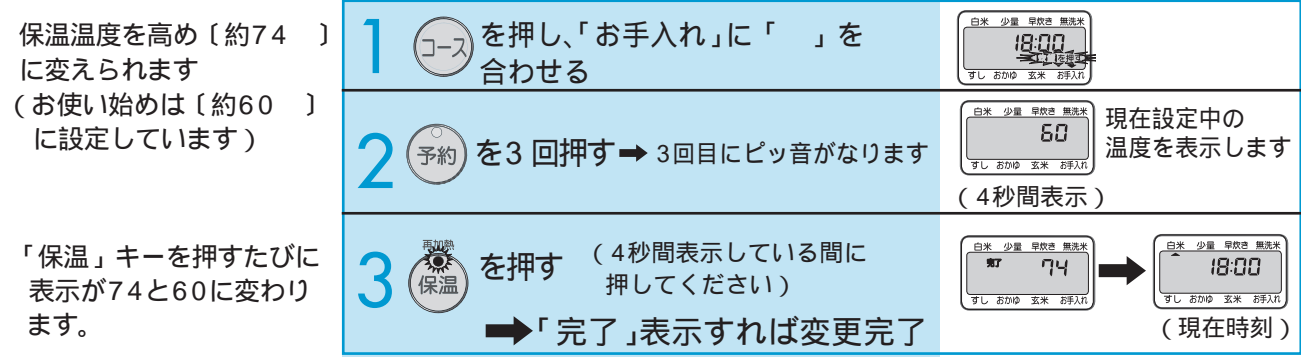 保温温度を高め〔約74　〕
に変えられます
(お使い始めは〔約60　〕
に設定しています)
「保温」キーを押すたびに
表示が74と60に変わり
ます。
1 コース を押し、「お手入れ」に「　」を
合わせる
白米 少量 早炊き 無洗米
18:00
を押す
すし おかゆ 玄米 お手入れ
2 予約 を3回押す➡ 3回目にピッ音がなります
白米 少量 早炊き 無洗米
60
すし おかゆ 玄米 お手入れ
現在設定中の
温度を表示します
(4秒間表示)
3 再加熱 保温 を押す (4秒間表示している間に
押してください)
➡「完了」表示すれば変更完了
白米 少量 早炊き 無洗米
完了 74
すし おかゆ 玄米 お手入れ
➡
白米 少量 早炊き 無洗米
18:00
すし おかゆ 玄米 お手入れ
(現在時刻)